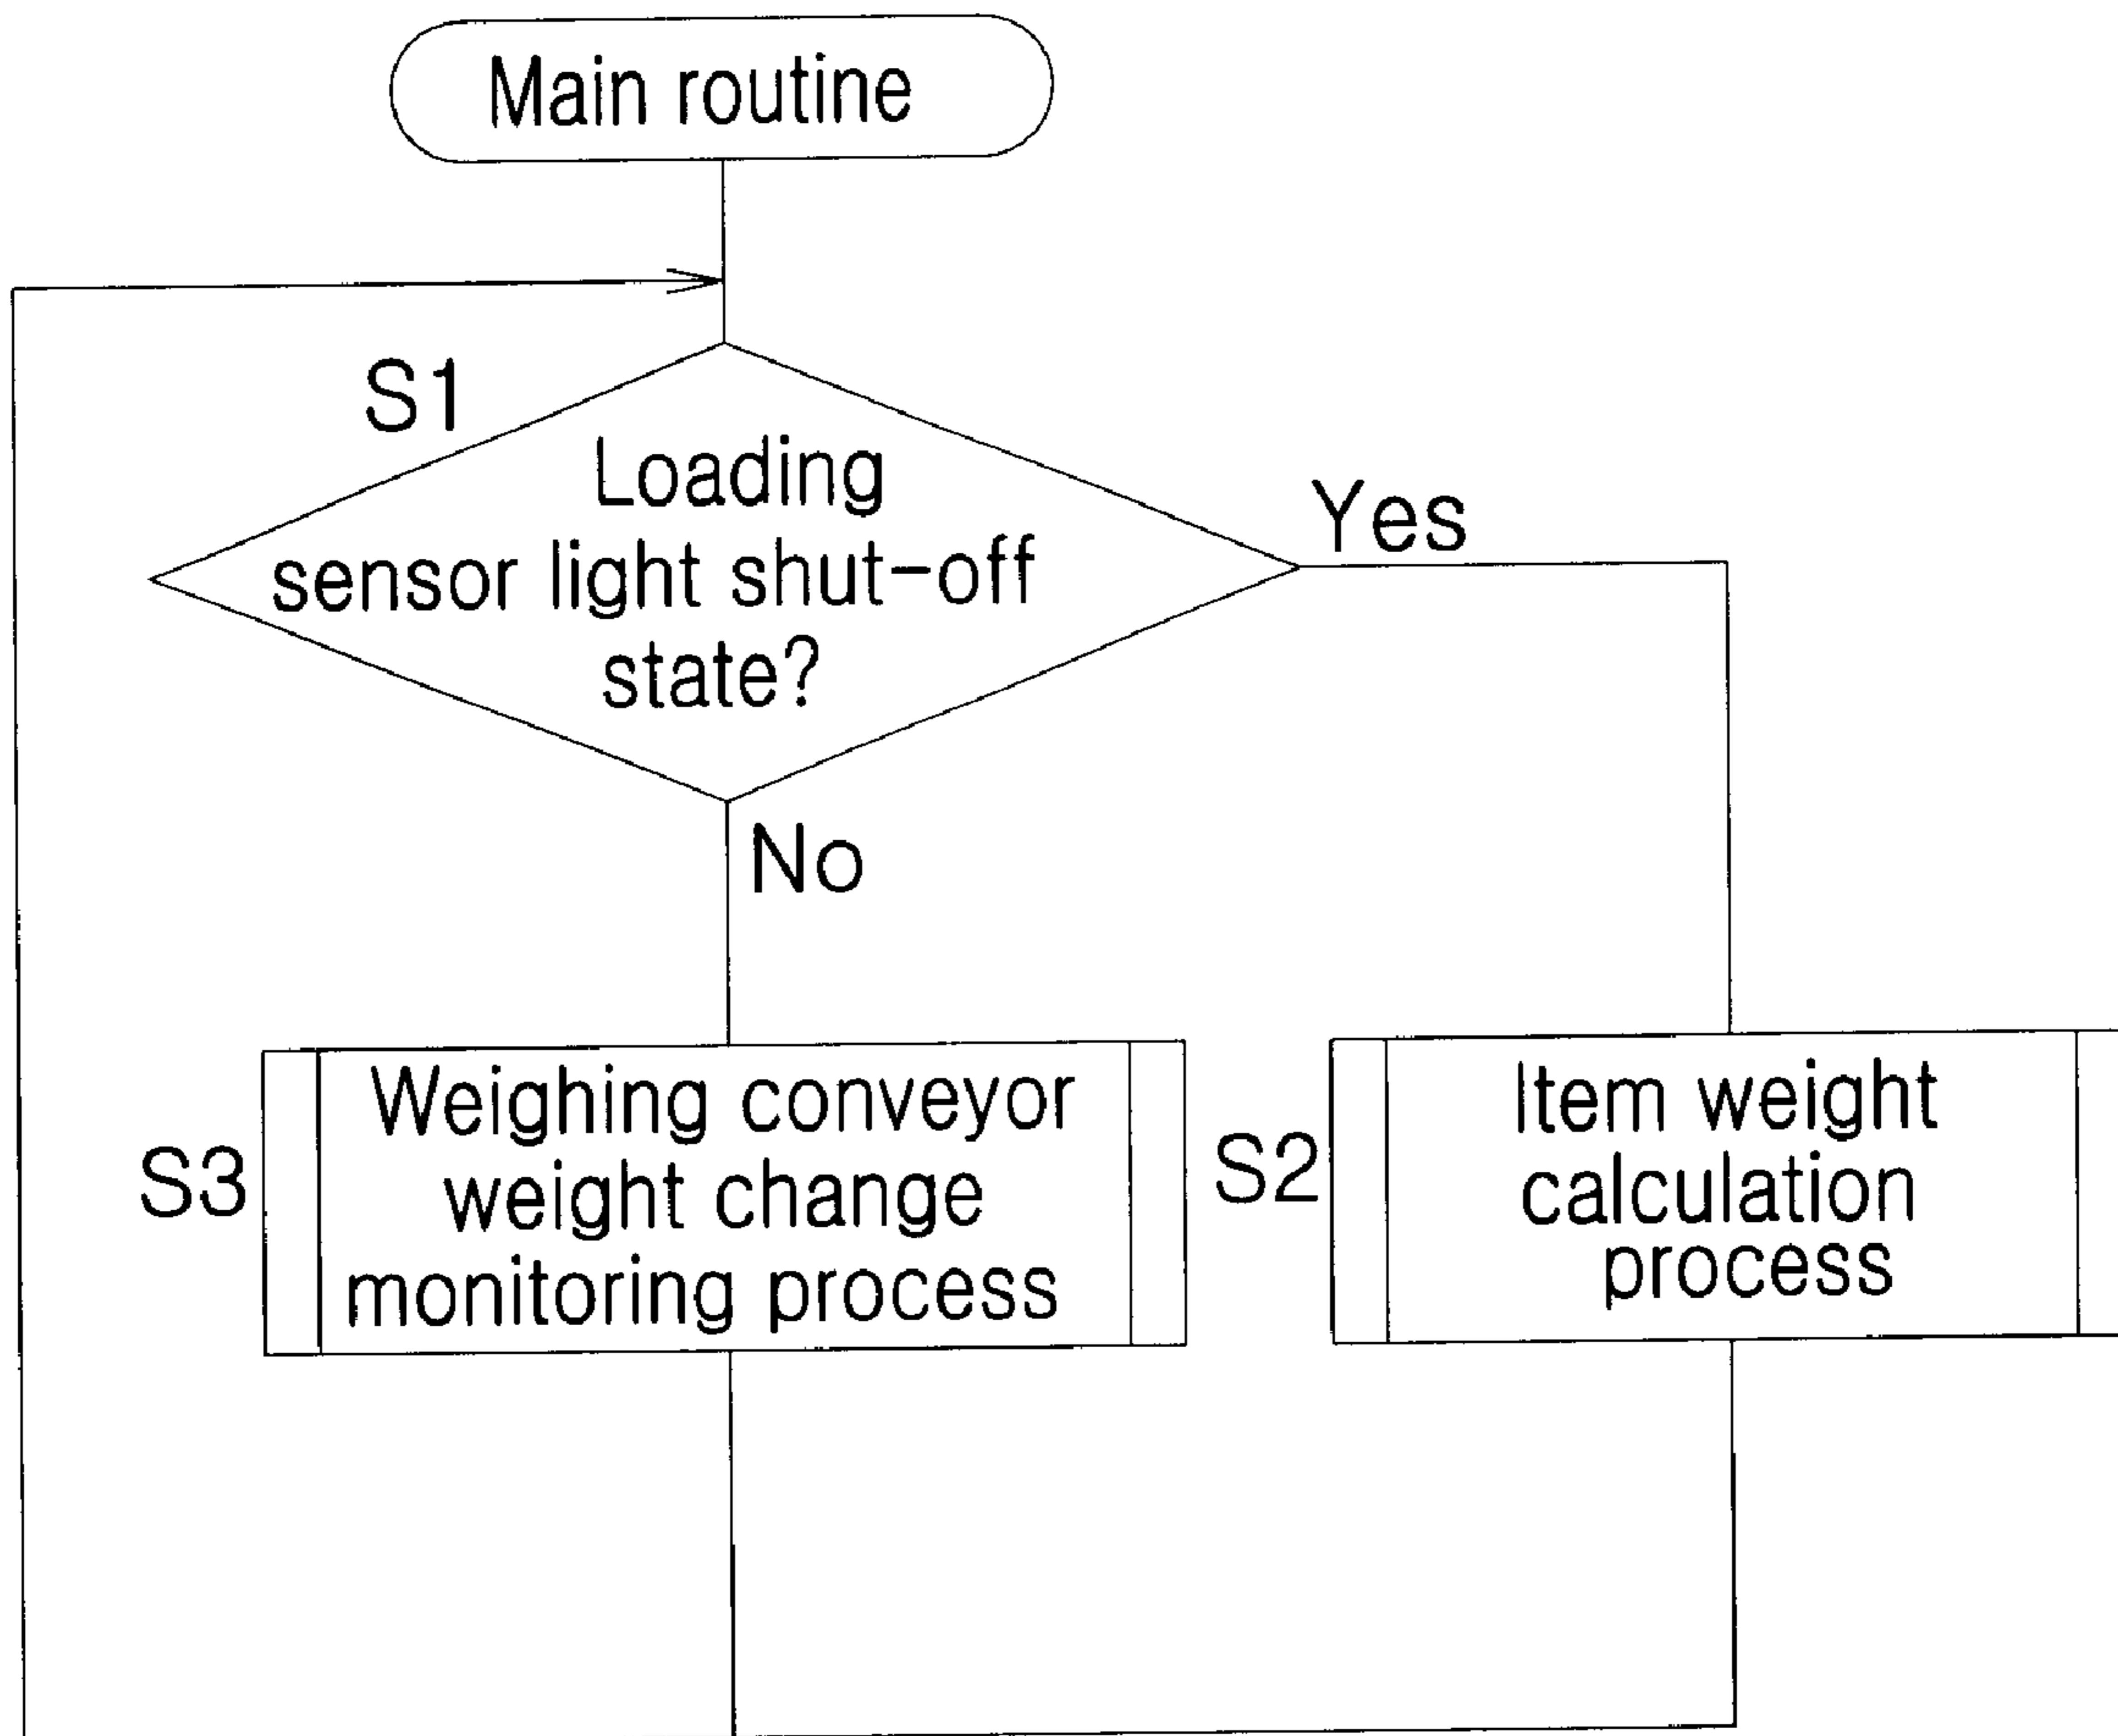 Main routine
S1
Loading
sensor light shut-off
state?
Yes
No
S3
Weighing conveyor
weight change
monitoring process
S2
Item weight
calculation
process